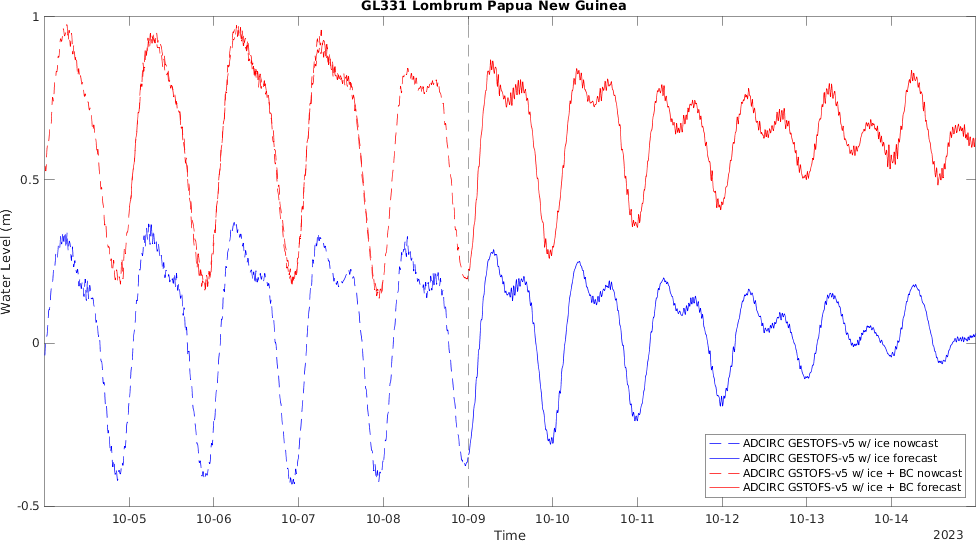 GL331 Lombrum Papua New Guinea
Water Level (m)
1
0.5
0
-0.5
10-05 10-06 10-07 10-08 10-09 10-10 10-11 10-12 10-13 10-14
Time
2023
ADCIRC GESTOFS-v5 w/ ice nowcast
ADCIRC GESTOFS-v5 w/ ice forecast
ADCIRC GSTOFS-v5 w/ ice + BC nowcast
ADCIRC GSTOFS-v5 w/ ice + BC forecast